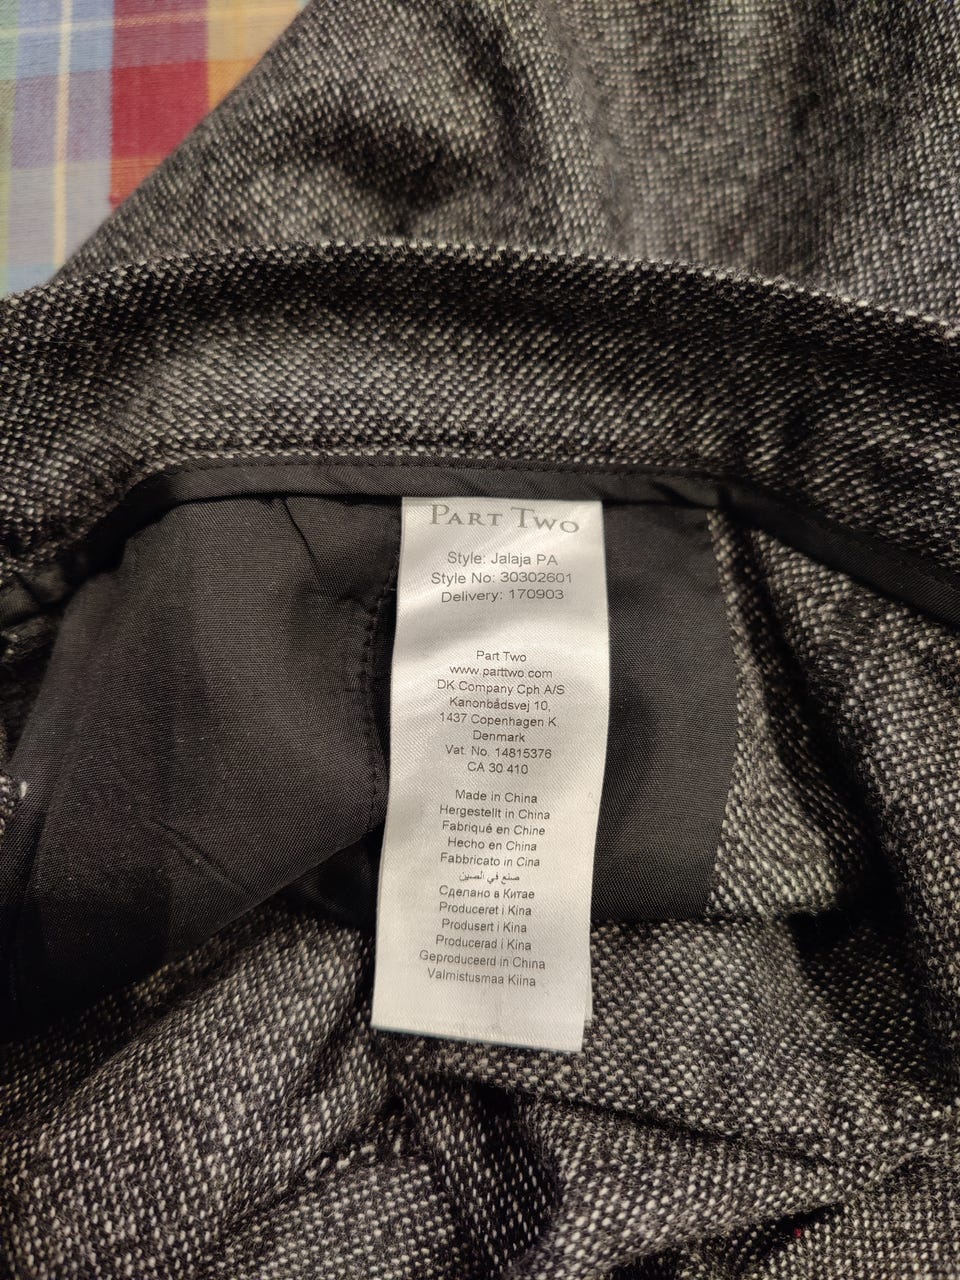 PART TWO
Style: Jalaja PA
Style No: 30302601
Delivery: 170903
Part Two
www.parttwo.com
DK Company Cph A/S
Kanonbådsvej 10,
1437 Copenhagen K
Denmark
Vat. No. 14815376
CA 30 410
Made in China
Hergestellt in China
Fabriqué en Chine
Hecho en China
Fabbricato in Cina
صنع في الصين
Сделано в Китае
Produceret i Kina
Produsert i Kina
Producerad i Kina
Geproduceerd in China
Valmistusmaa Kiina